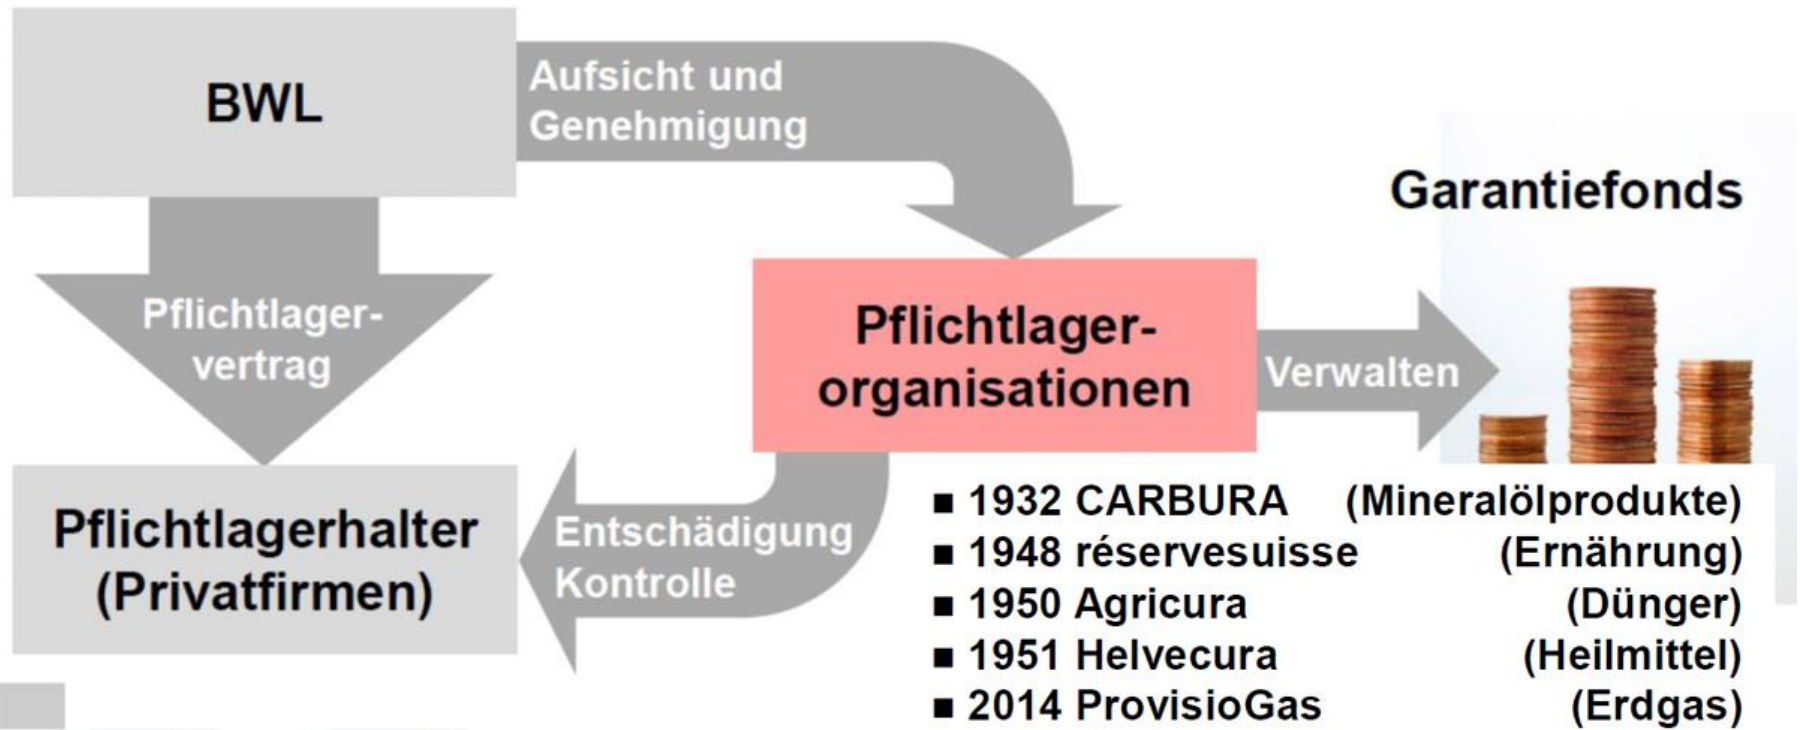 BWL
Aufsicht und
Genehmigung
Garantiefonds
Pflichtlager-
vertrag
Pflichtlager-
organisationen
Verwalten
Pflichtlagerhalter
(Privatfirmen)
Entschädigung
Kontrolle
■ 1932 CARBURA (Mineralölprodukte)
■ 1948 réservesuisse (Ernährung)
■ 1950 Agricura (Dünger)
■ 1951 Helvecura (Heilmittel)
■ 2014 ProvisioGas (Erdgas)